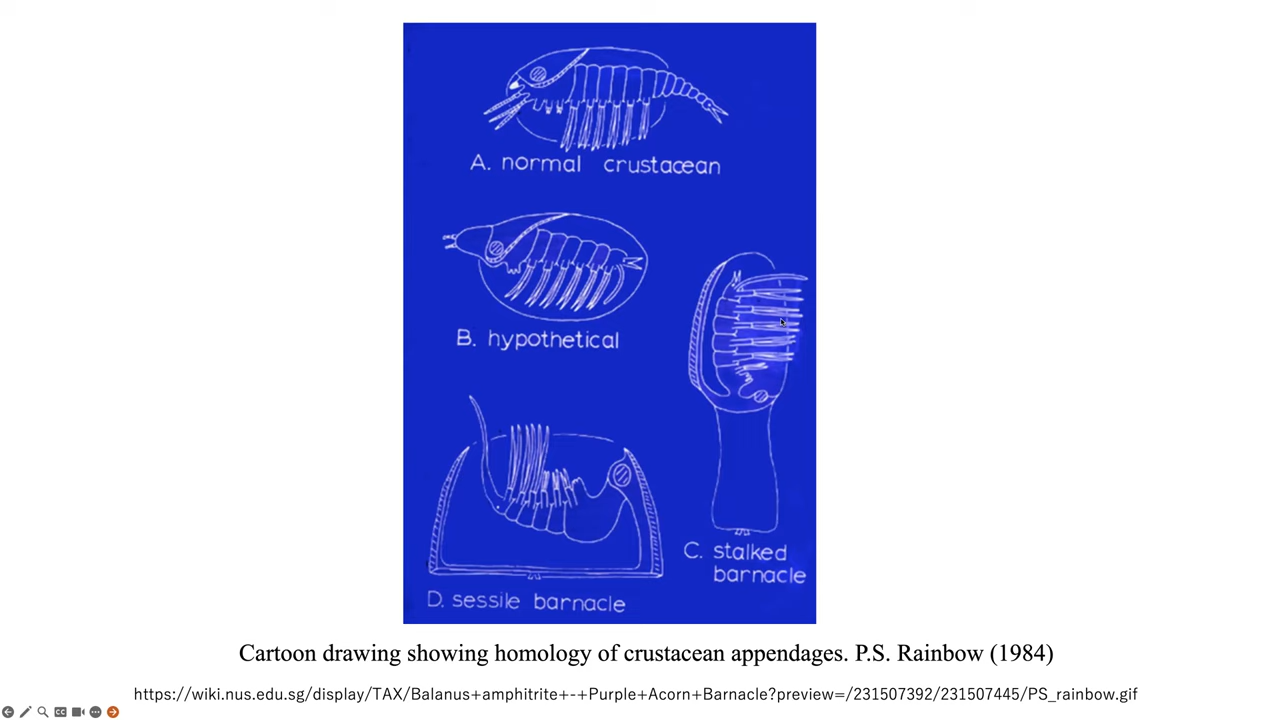 A. normal crustacean
B. hypothetical
C. stalked
barnacle
D. sessile barnacle
Cartoon drawing showing homology of crustacean appendages. P.S. Rainbow (1984)
https://wiki.nus.edu.sg/display/TAX/Balanus+amphitrite+-+Purple+Acorn+Barnacle?preview=/231507392/231507445/PS_rainbow.gif